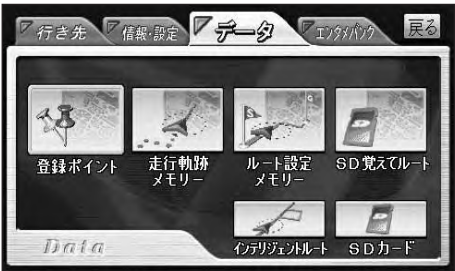 行き先 情報・設定 データ エンタメバンク 戻る
登録ポイント 走行軌跡メモリー ルート設定メモリー SD覚えてルート
インテリジェントルート SDカード
Data